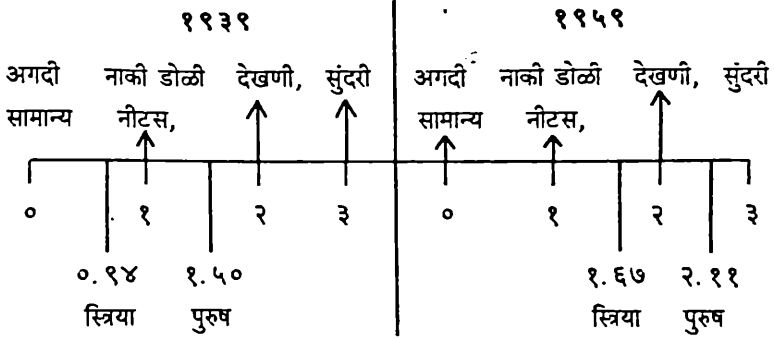 १९३९ १९५९
अगदी नाकी डोळी देखणी, सुंदरी अगदी नाकी डोळी देखणी, सुंदरी
सामान्य नीटस, सामान्य नीटस,
० १ २ ३ ० १ २ ३
०.९४ १.५० १.६७ २.११
स्त्रिया पुरुष स्त्रिया पुरुष